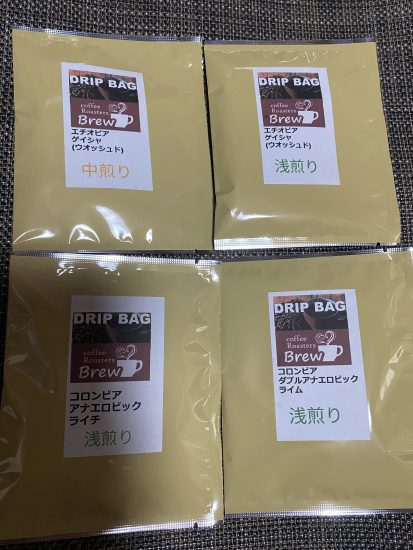 DRIP BAG
coffee
Roasters
Brew
エチオピア
ゲイシャ
(ウオッシュド)
中煎り
DRIP BAG
coffee
Roasters
Brew
エチオピア
ゲイシャ
(ウオッシュド)
浅煎り
DRIP BAG
coffee
Roasters
Brew
コロンビア
アナエロビック
ライチ
浅煎り
DRIP BAG
coffee
Roasters
Brew
コロンビア
ダブルアナエロビック
ライム
浅煎り